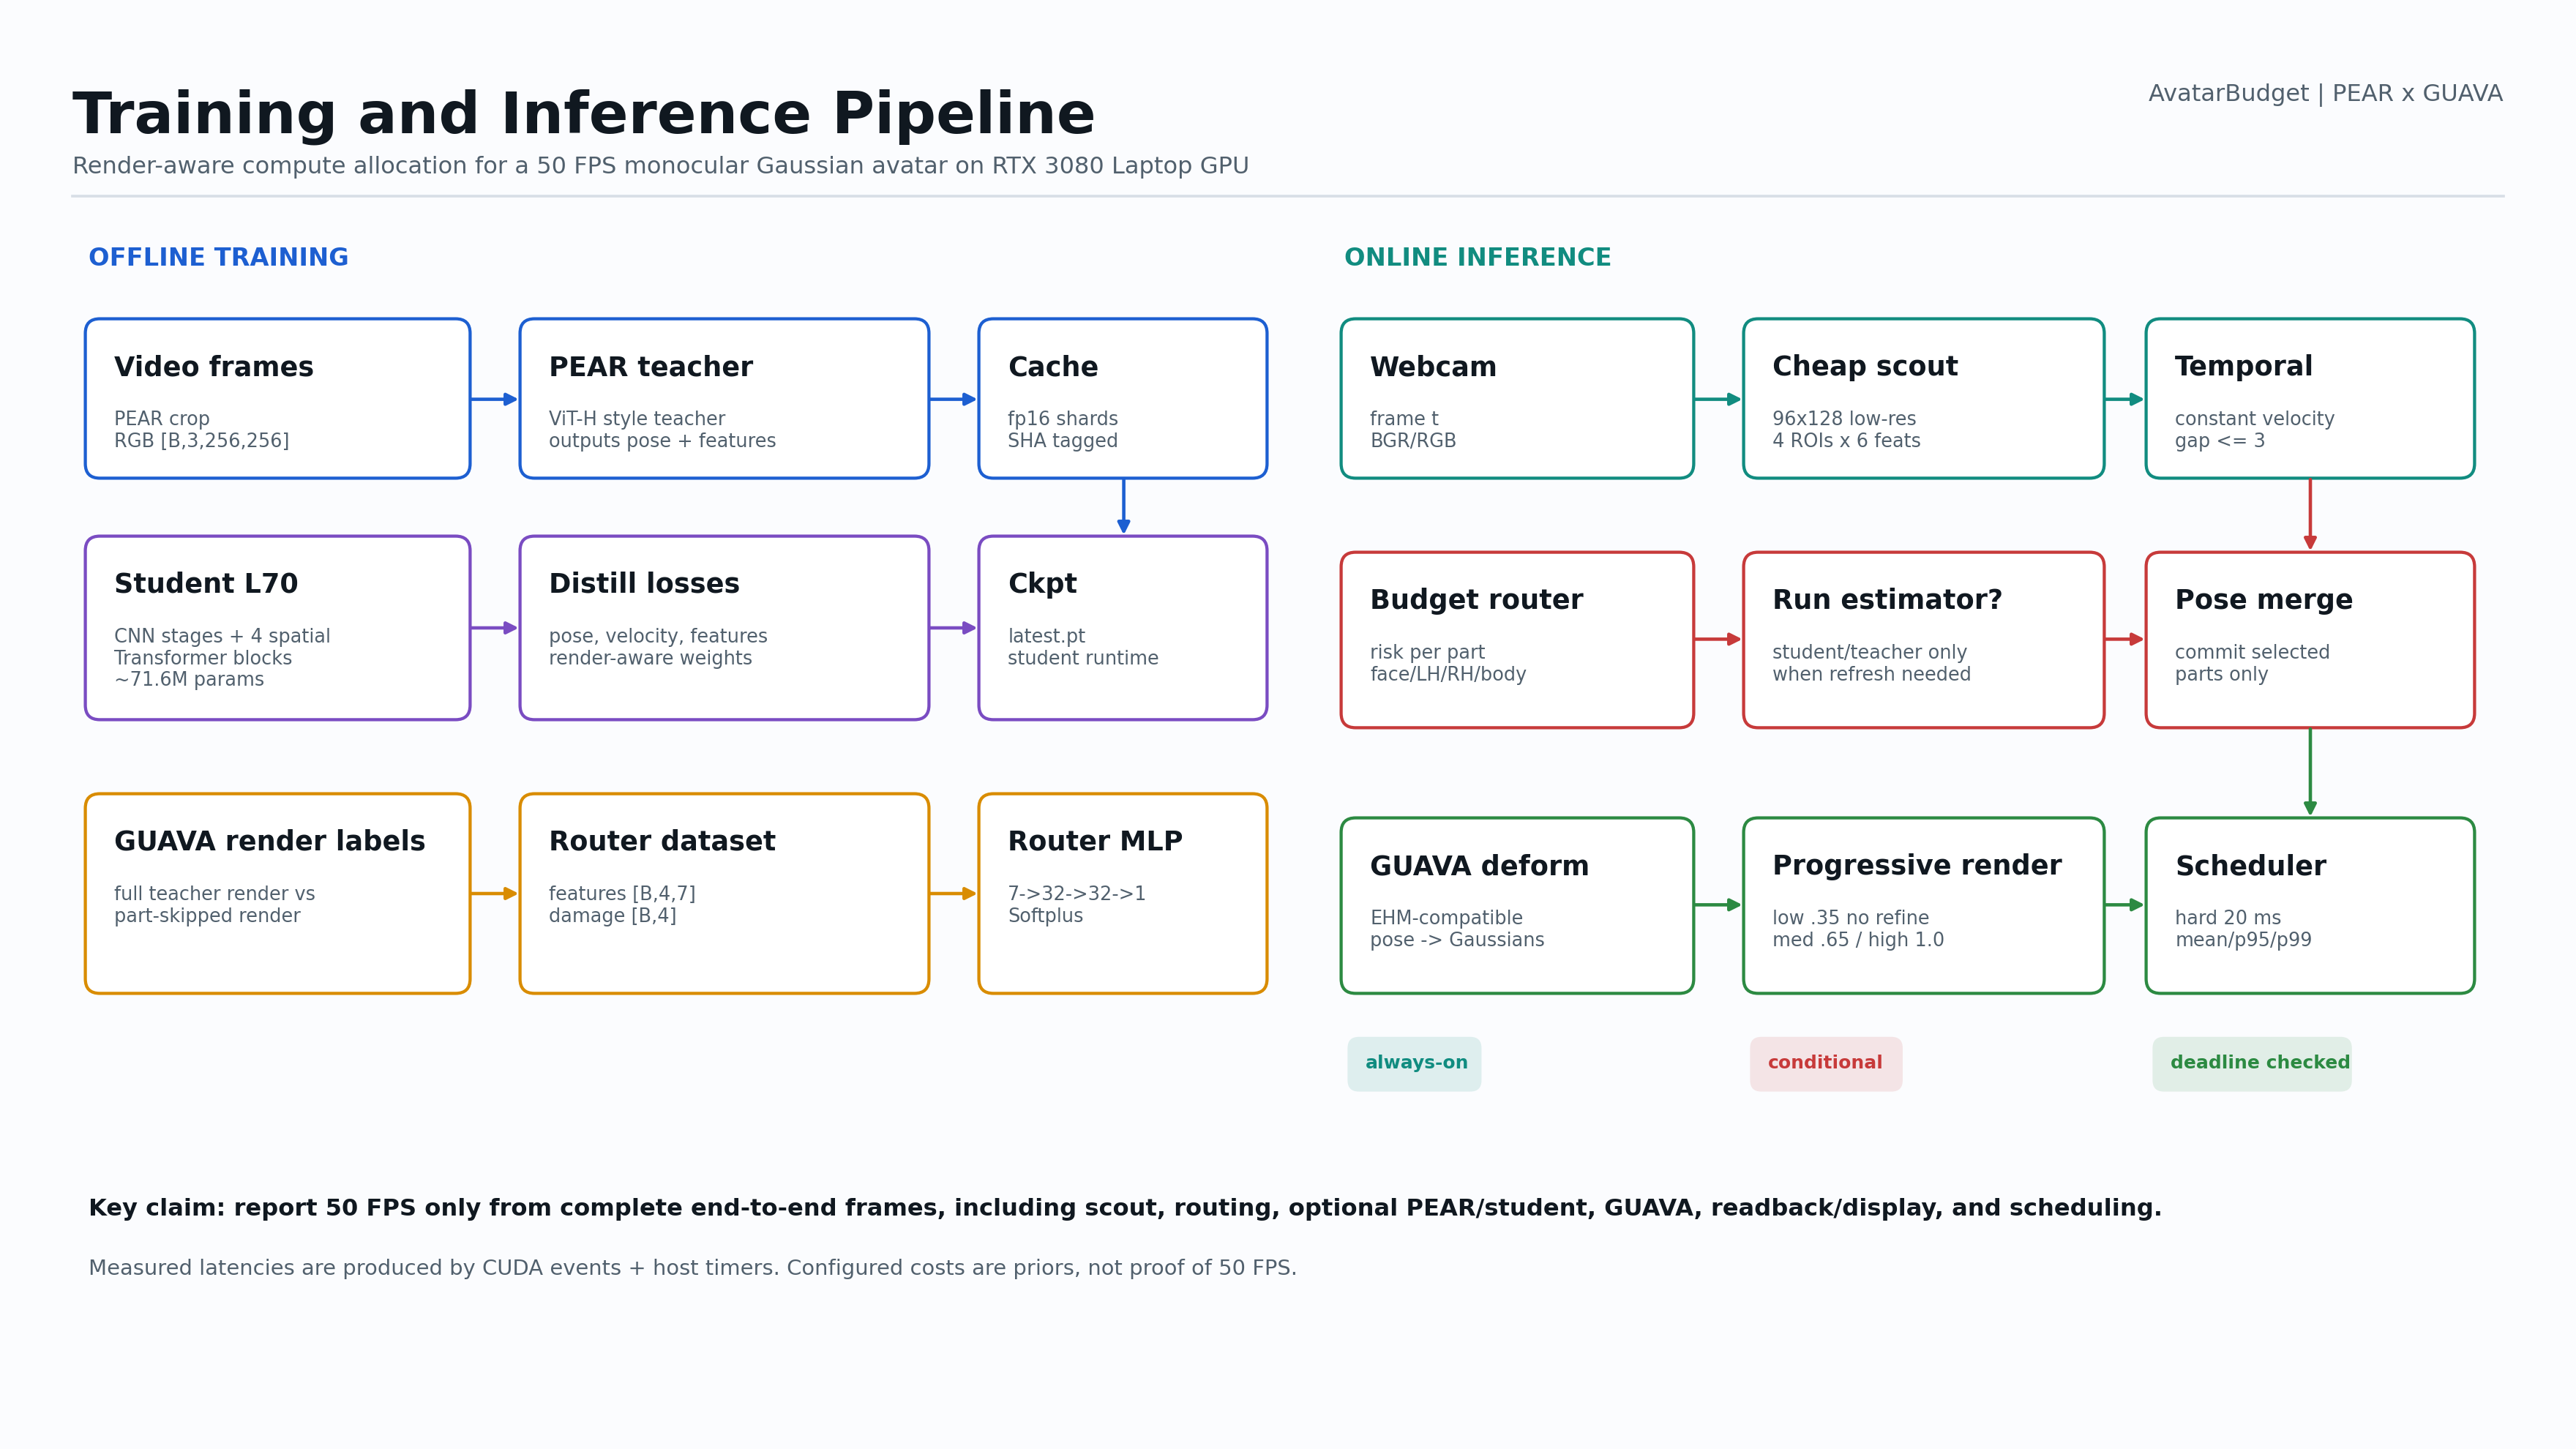 Training and Inference Pipeline
AvatarBudget | PEAR x GUAVA
Render-aware compute allocation for a 50 FPS monocular Gaussian avatar on RTX 3080 Laptop GPU
OFFLINE TRAINING
Video frames
PEAR crop
RGB [B,3,256,256]
PEAR teacher
ViT-H style teacher
outputs pose + features
Cache
fp16 shards
SHA tagged
Student L70
CNN stages + 4 spatial
Transformer blocks
~71.6M params
Distill losses
pose, velocity, features
render-aware weights
Ckpt
latest.pt
student runtime
GUAVA render labels
full teacher render vs
part-skipped render
Router dataset
features [B,4,7]
damage [B,4]
Router MLP
7->32->32->1
Softplus
ONLINE INFERENCE
Webcam
frame t
BGR/RGB
Cheap scout
96x128 low-res
4 ROIs x 6 feats
Temporal
constant velocity
gap <= 3
Budget router
risk per part
face/LH/RH/body
Run estimator?
student/teacher only
when refresh needed
Pose merge
commit selected
parts only
GUAVA deform
EHM-compatible
pose -> Gaussians
Progressive render
low .35 no refine
med .65 / high 1.0
Scheduler
hard 20 ms
mean/p95/p99
always-on
conditional
deadline checked
Key claim: report 50 FPS only from complete end-to-end frames, including scout, routing, optional PEAR/student, GUAVA, readback/display, and scheduling.
Measured latencies are produced by CUDA events + host timers. Configured costs are priors, not proof of 50 FPS.